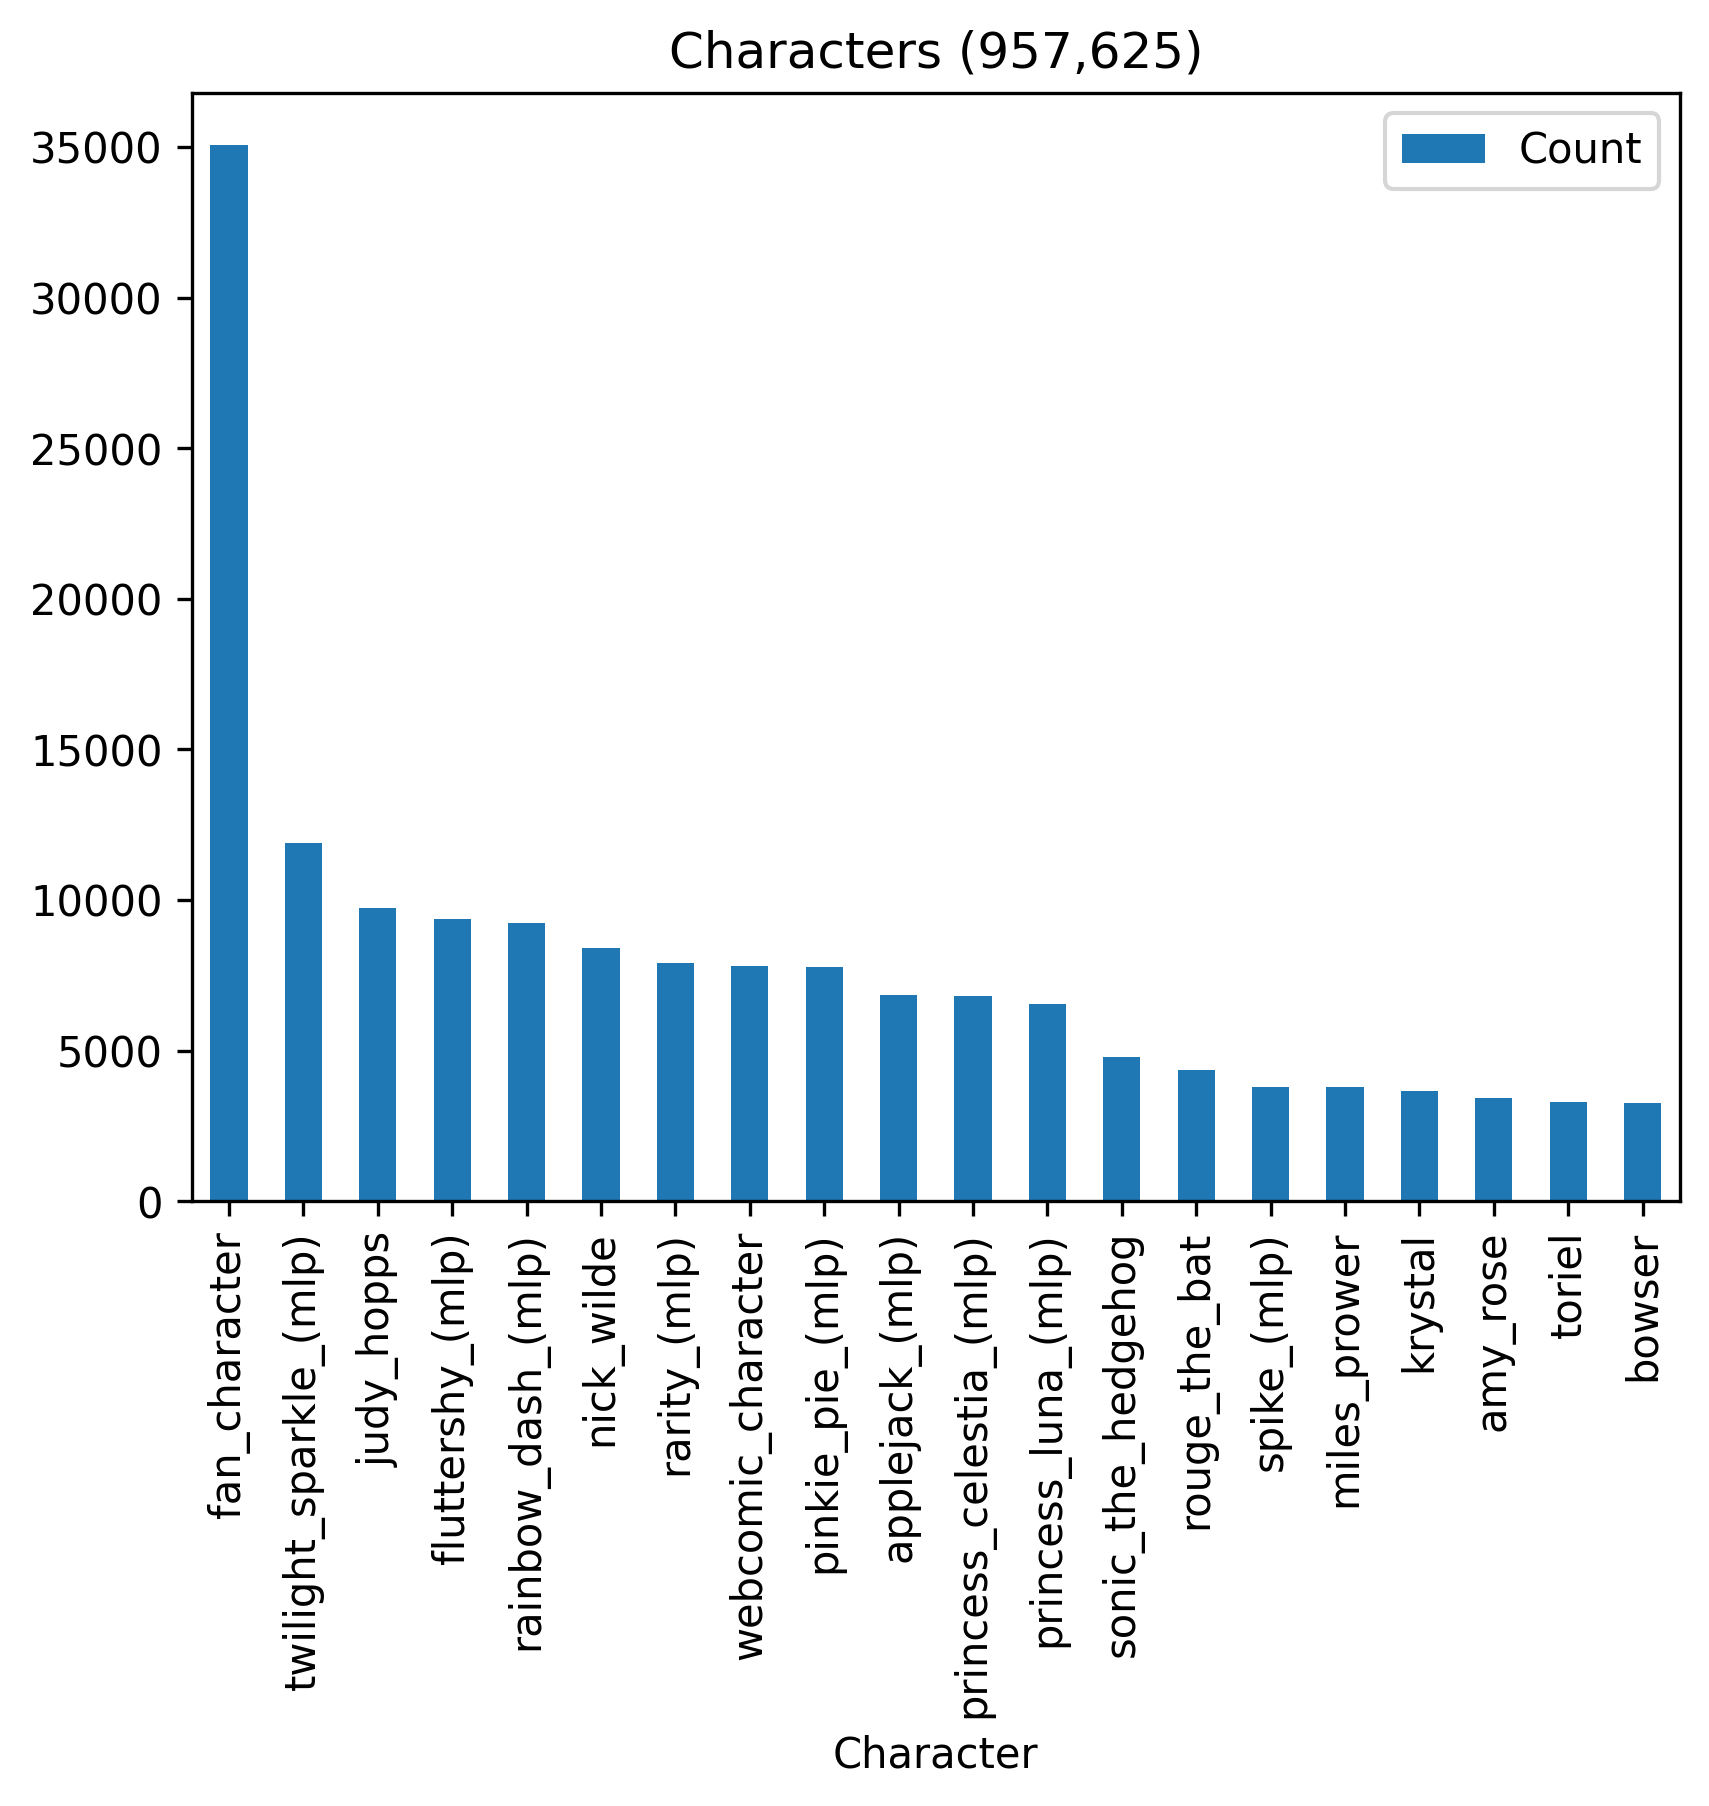 Characters (957,625)
Count
35000
30000
25000
20000
15000
10000
5000
0
fan_character
twilight_sparkle_(mlp)
judy_hopps
fluttershy_(mlp)
rainbow_dash_(mlp)
nick_wilde
rarity_(mlp)
webcomic_character
pinkie_pie_(mlp)
applejack_(mlp)
princess_celestia_(mlp)
princess_luna_(mlp)
sonic_the_hedgehog
rouge_the_bat
spike_(mlp)
miles_prower
krystal
amy_rose
toriel
bowser
Character